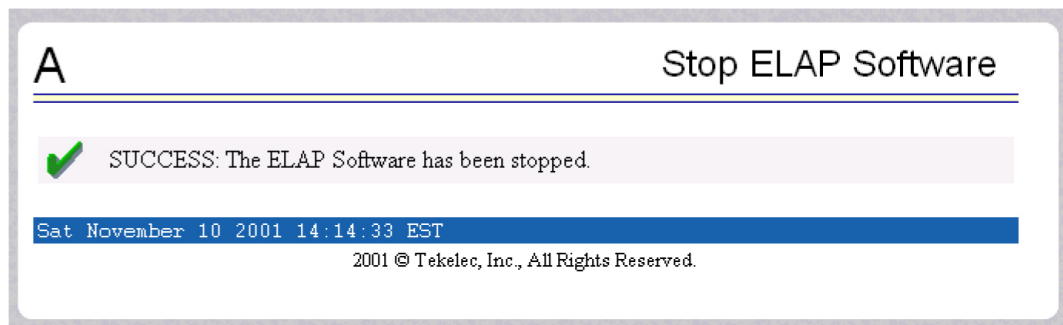 A
Stop ELAP Software
SUCCESS: The ELAP Software has been stopped.
Sat November 10 2001 14:14:33 EST
2001 © Tekelec, Inc., All Rights Reserved.